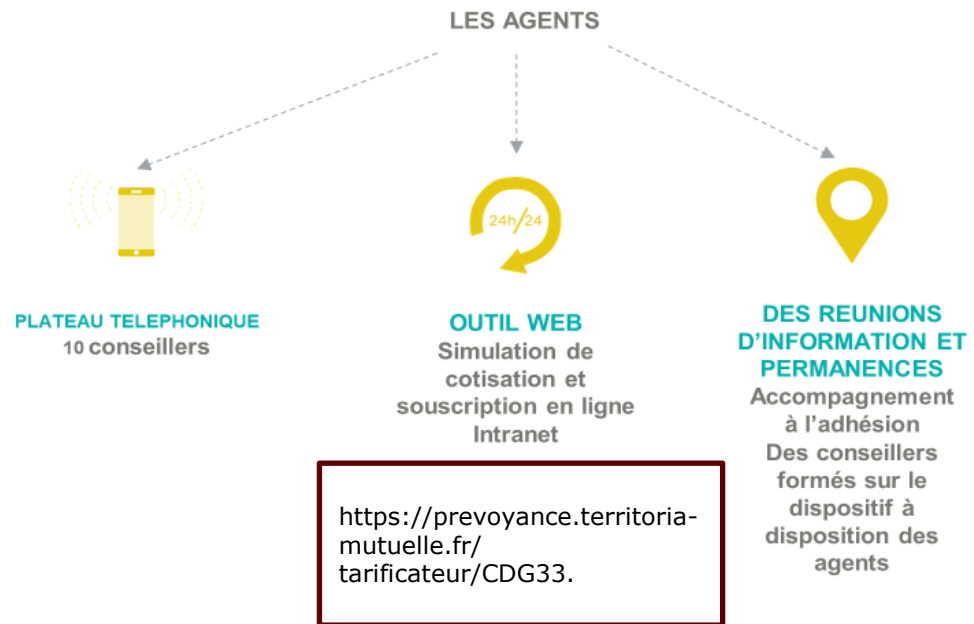 LES AGENTS
24h/24
PLATEAU TELEPHONIQUE
10 conseillers
OUTIL WEB
Simulation de
cotisation et
souscription en ligne
Intranet
https://prevoyance.territoria-
mutuelle.fr/
tarificateur/CDG33.
DES REUNIONS
D'INFORMATION ET
PERMANENCES
Accompagnement
à l'adhésion
Des conseillers
formés sur le
dispositif à
disposition des
agents